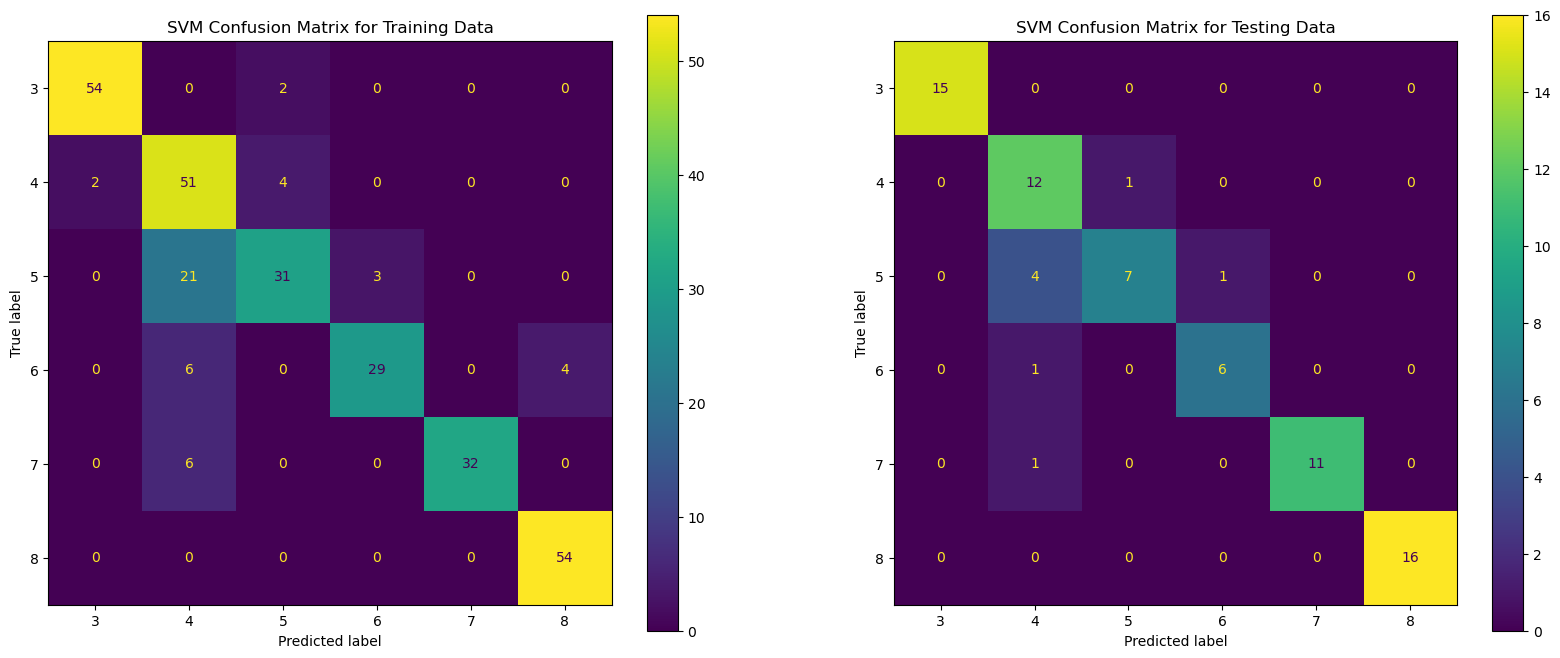 SVM Confusion Matrix for Training Data
3 54 0 2 0 0 0
4 2 51 4 0 0 0
5 0 21 31 3 0 0
6 0 6 0 29 0 4
7 0 6 0 0 32 0
8 0 0 0 0 0 54
3 4 5 6 7 8
Predicted label
True label
50
40
30
20
10
0
SVM Confusion Matrix for Testing Data
3 15 0 0 0 0 0
4 0 12 1 0 0 0
5 0 4 7 1 0 0
6 0 1 0 6 0 0
7 0 1 0 0 11 0
8 0 0 0 0 0 16
3 4 5 6 7 8
Predicted label
True label
16
14
12
10
8
6
4
2
0